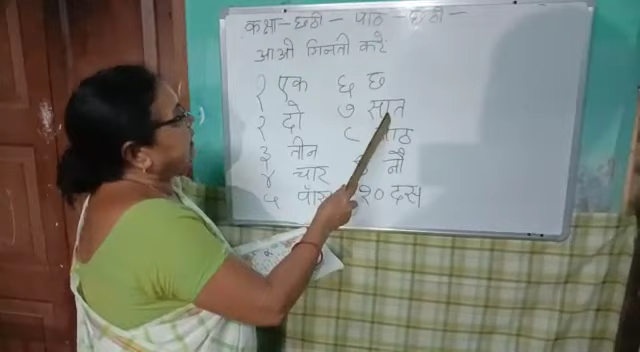 कक्षा - छठी - पाठ - छठी -
आओ गिनती करें
१ एक ६ छ
२ दो ७ सात
३ तीन ८
४ चार नौ
५ १० दस